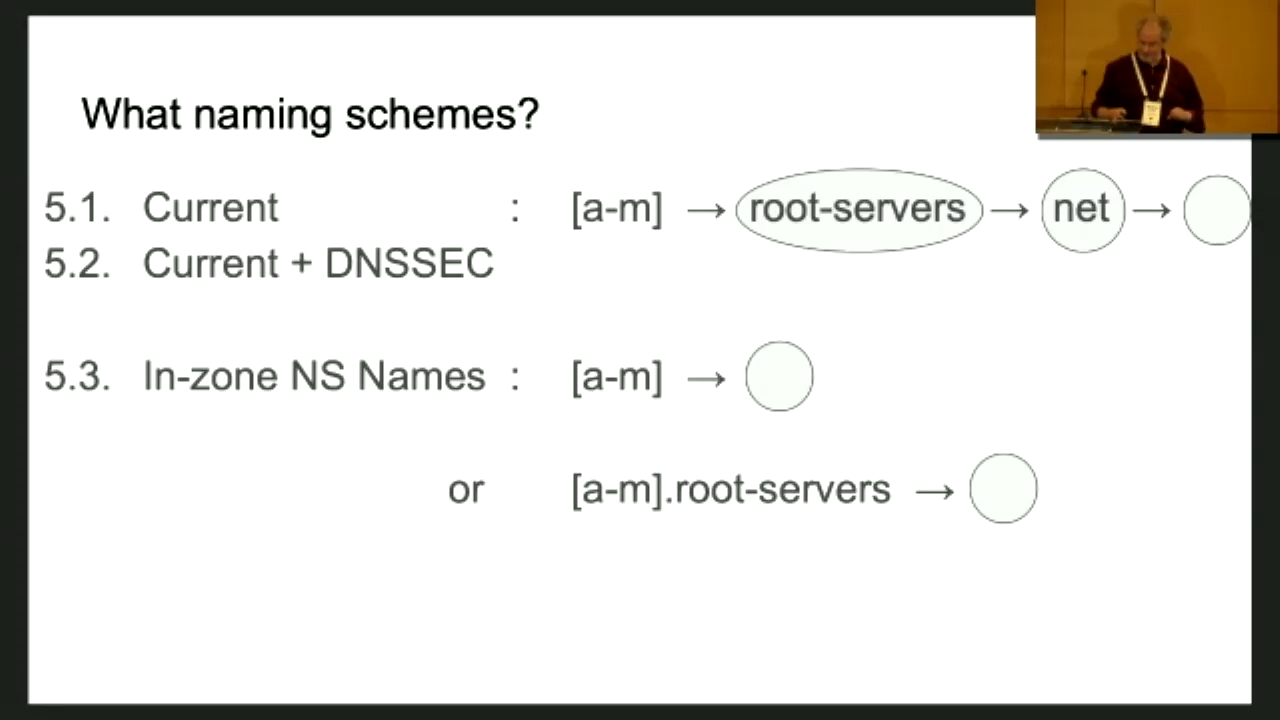 What naming schemes?
5.1. Current : [a-m] → root-servers → net →
5.2. Current + DNSSEC
5.3. In-zone NS Names : [a-m] →
or [a-m].root-servers →